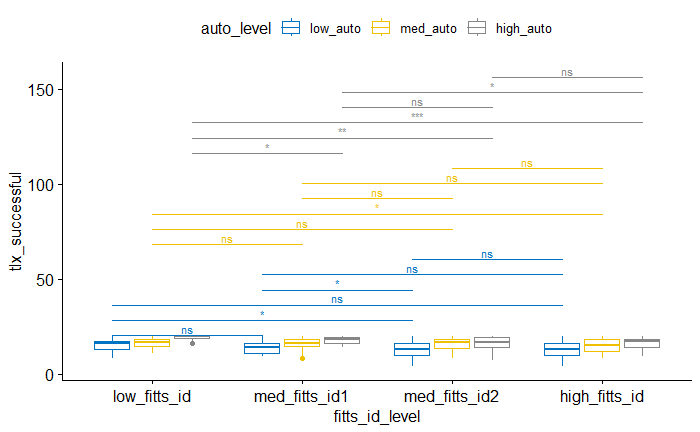 auto_level low_auto med_auto high_auto
tlx_successful
150
100
50
0
ns
*
ns
***
**
*
ns
ns
ns
*
ns
ns
ns
ns
*
ns
*
ns
low_fitts_id med_fitts_id1 med_fitts_id2 high_fitts_id
fitts_id_level